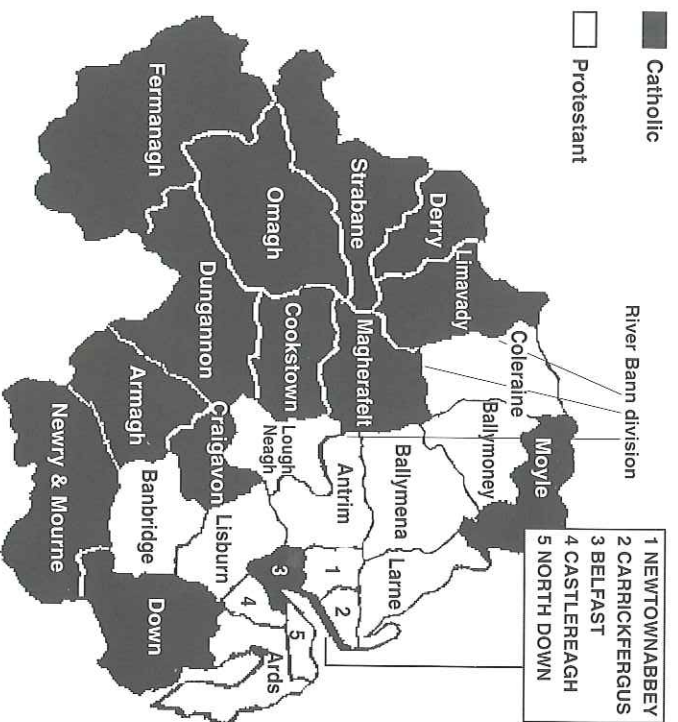 Catholic
Protestant
River Bann division
1 NEWTOWNABBEY
2 CARRICKFERGUS
3 BELFAST
4 CASTLEREAGH
5 NORTH DOWN
Moyle
Coleraine
Ballymoney
Limavady
Derry
Strabane
Magherafelt
Ballymena
Larne
Antrim
1
2
Omagh
Cookstown
Lough
Neagh
3
4
5
Ards
Fermanagh
Dungannon
Craigavon
Lisburn
Armagh
Banbridge
Down
Newry & Mourne